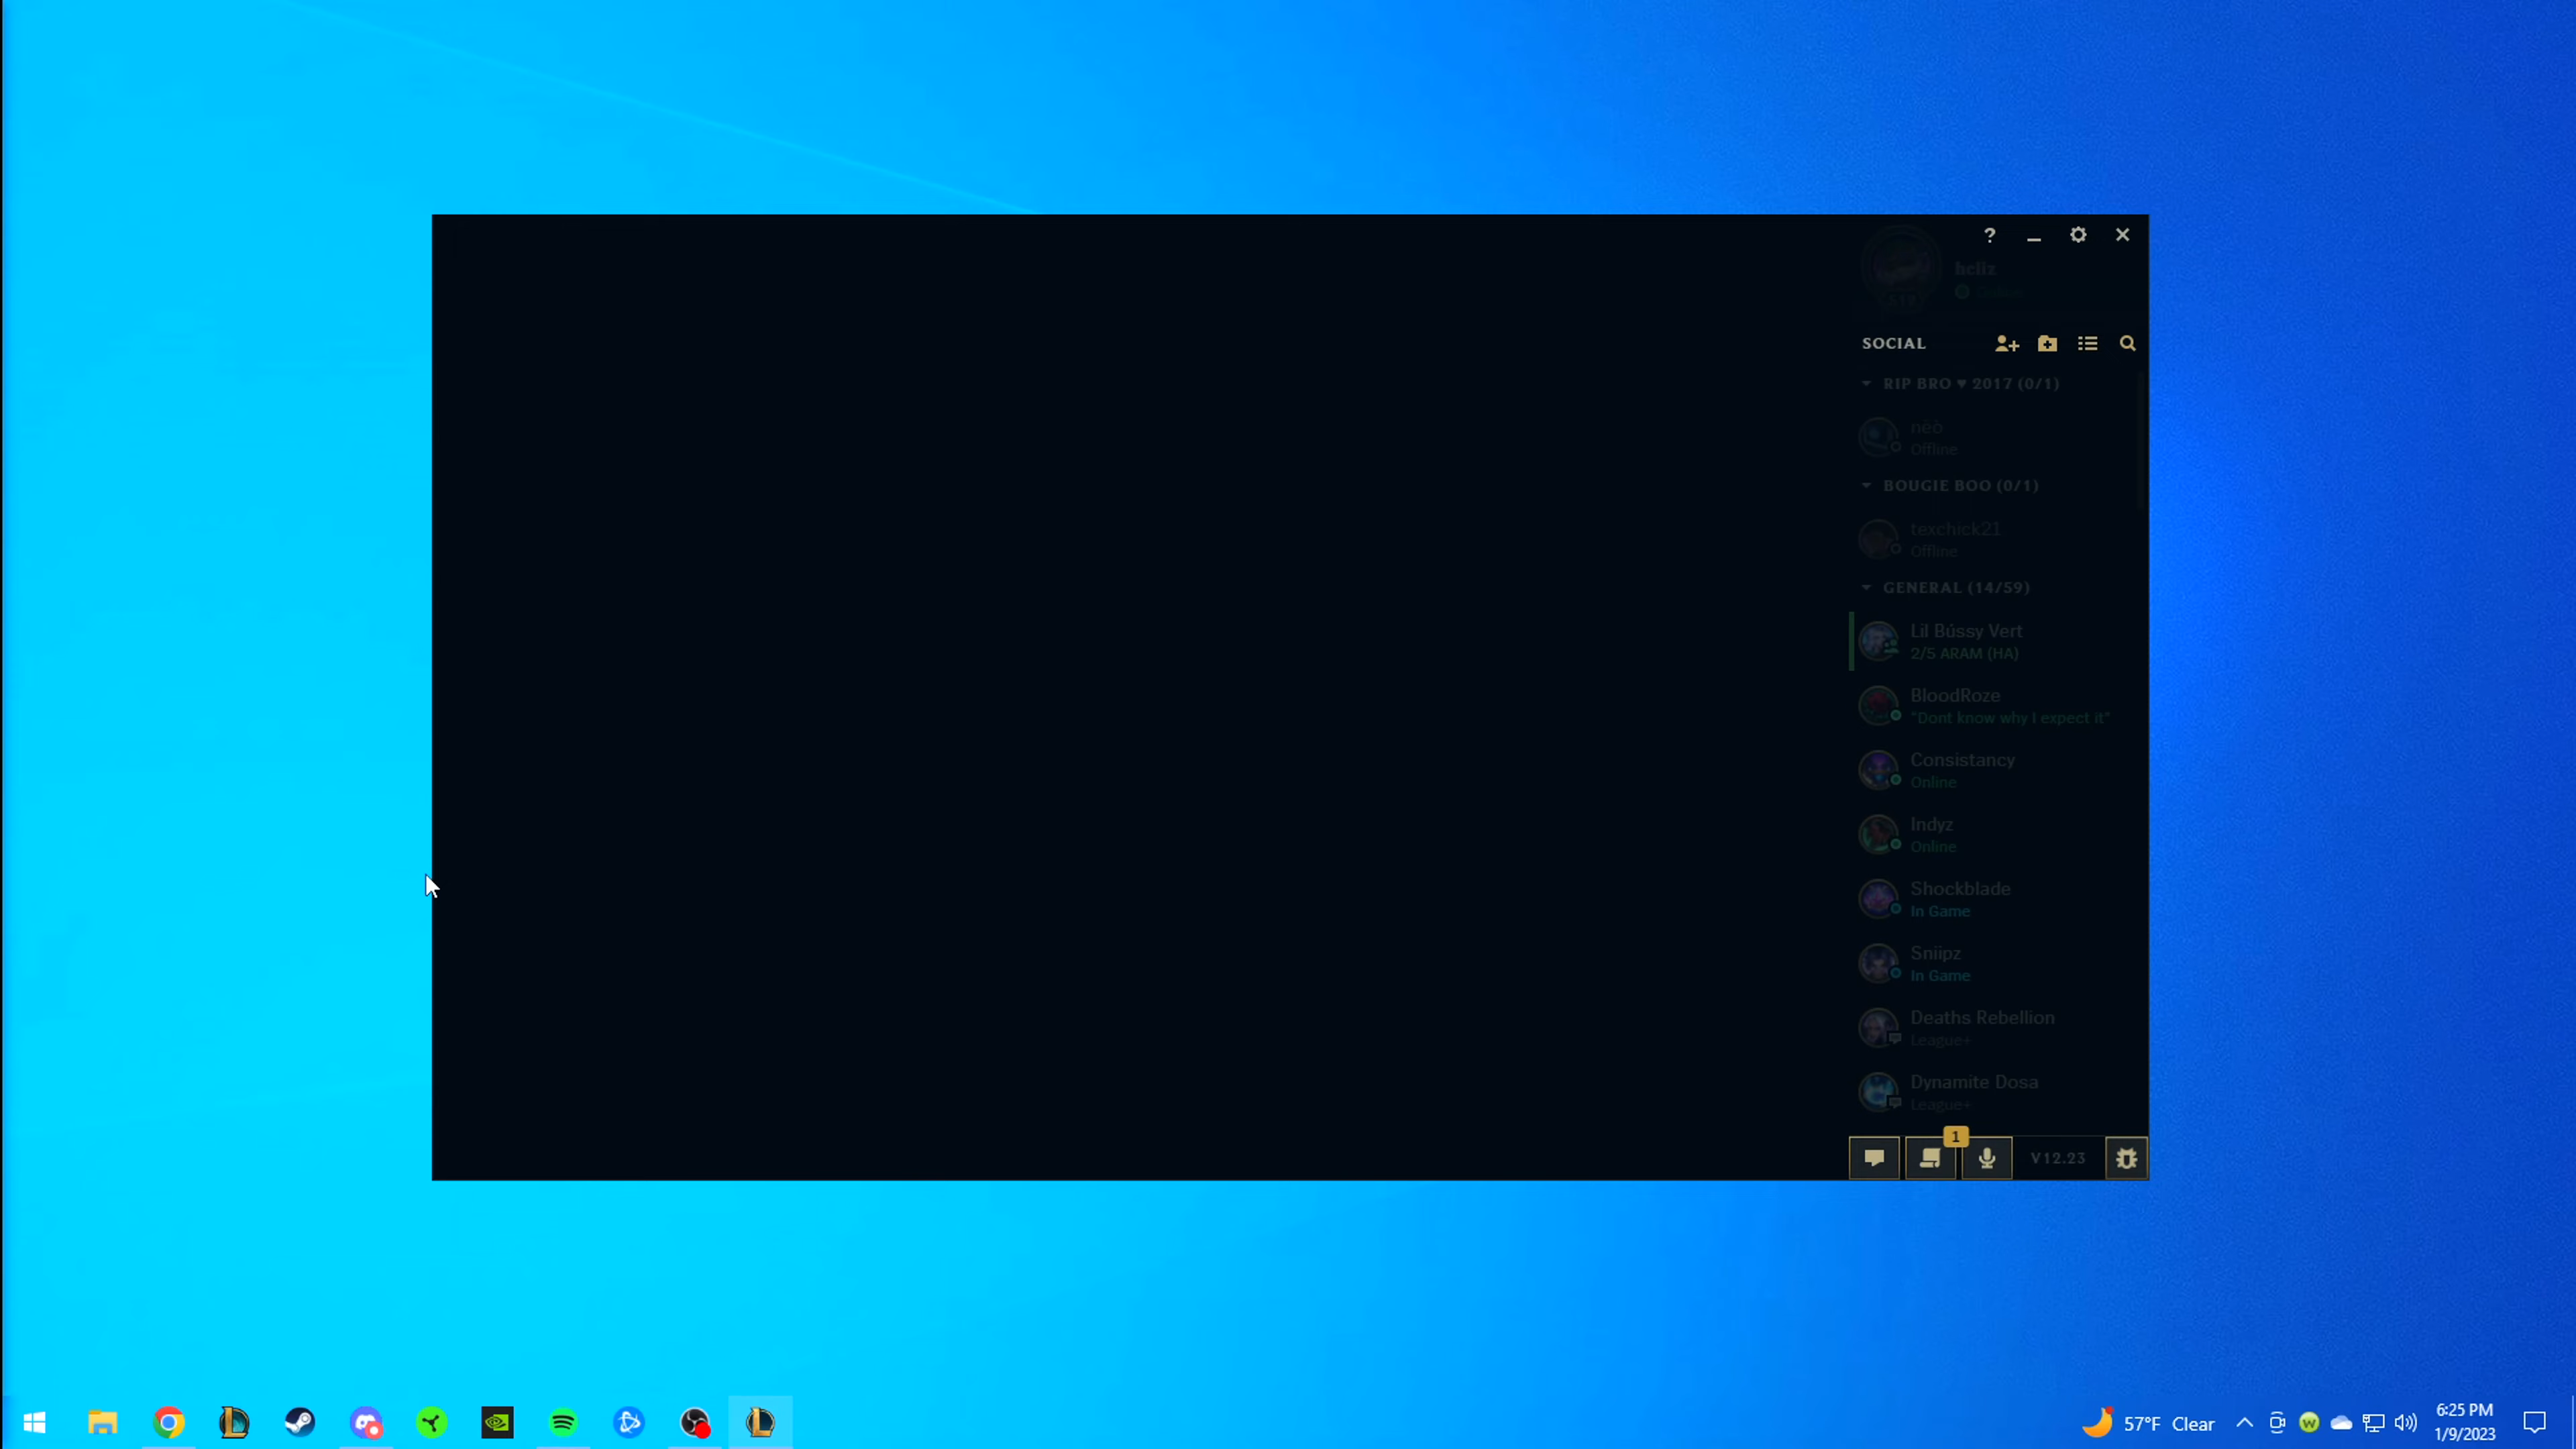 hcliz
SOCIAL
RIP BRO ♥ 2017 (0/1)
nëò
Offline
BOUGIE BOO (0/1)
texchick21
Offline
GENERAL (14/59)
Lil Bússy Vert
2/5 ARAM (HA)
BloodRoze
"Dont know why I expect it"
Consistancy
Online
Indyz
Online
Shockblade
In Game
Sniipz
In Game
Deaths Rebellion
League+
Dynamite Dosa
League+
1
V12.23
57°F Clear
6:25 PM
1/9/2023